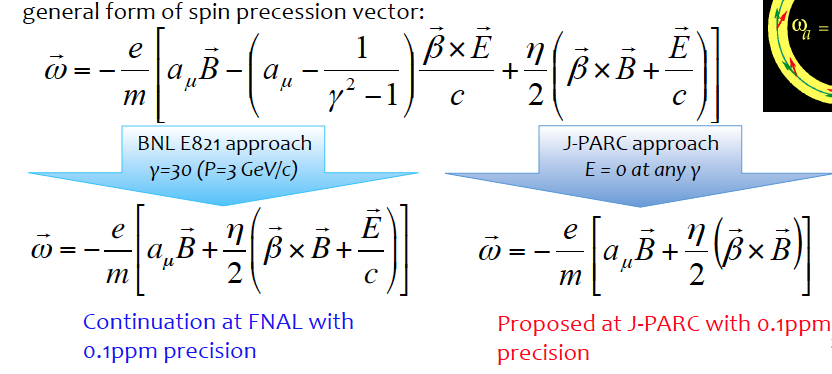 general form of spin precession vector:
ω⃗ = − e/m [ a_μ B⃗ − ( a_μ − 1/(γ² − 1) ) (β⃗ × E⃗)/c + η/2 ( β⃗ × B⃗ + E⃗/c ) ]
ω_a =
BNL E821 approach
γ=30 (P=3 GeV/c)
J-PARC approach
E = 0 at any γ
ω⃗ = − e/m [ a_μ B⃗ + η/2 ( β⃗ × B⃗ + E⃗/c ) ]
ω⃗ = − e/m [ a_μ B⃗ + η/2 ( β⃗ × B⃗ ) ]
Continuation at FNAL with
0.1ppm precision
Proposed at J-PARC with 0.1ppm
precision